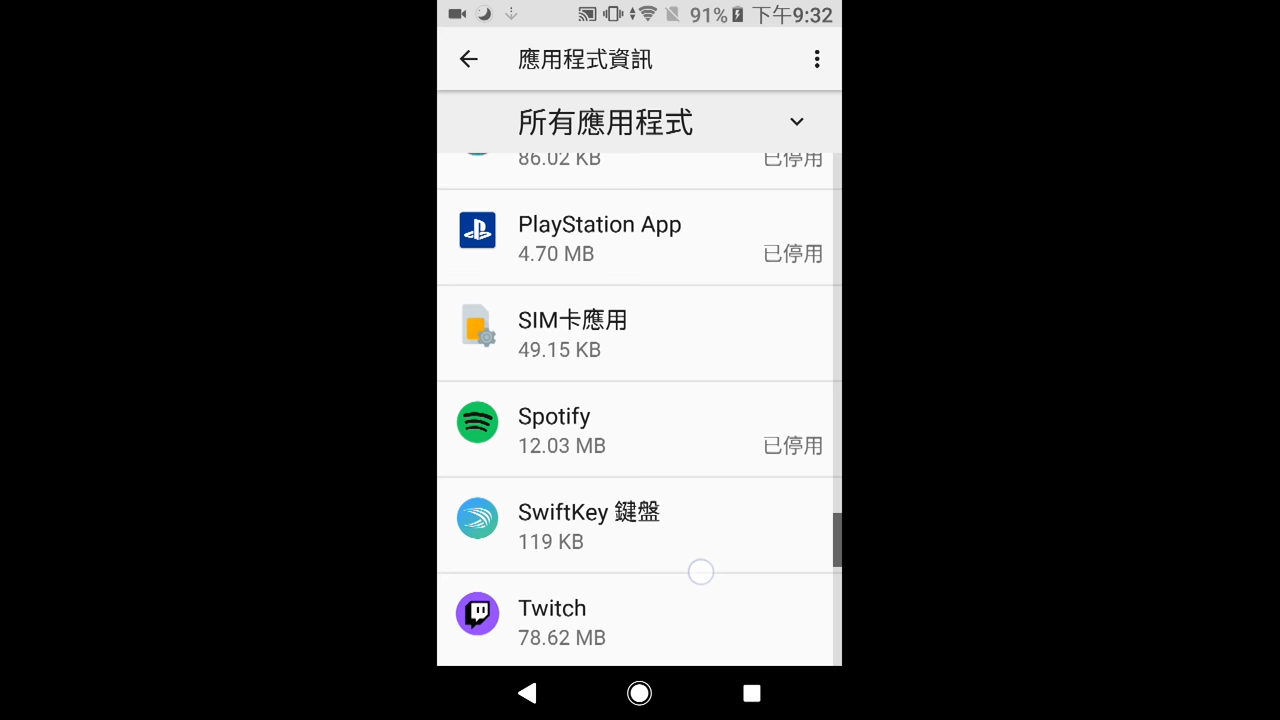 91% 下午9:32
應用程式資訊
所有應用程式
86.02 KB 已停用
PlayStation App
4.70 MB 已停用
SIM卡應用
49.15 KB
Spotify
12.03 MB 已停用
SwiftKey 鍵盤
119 KB
Twitch
78.62 MB